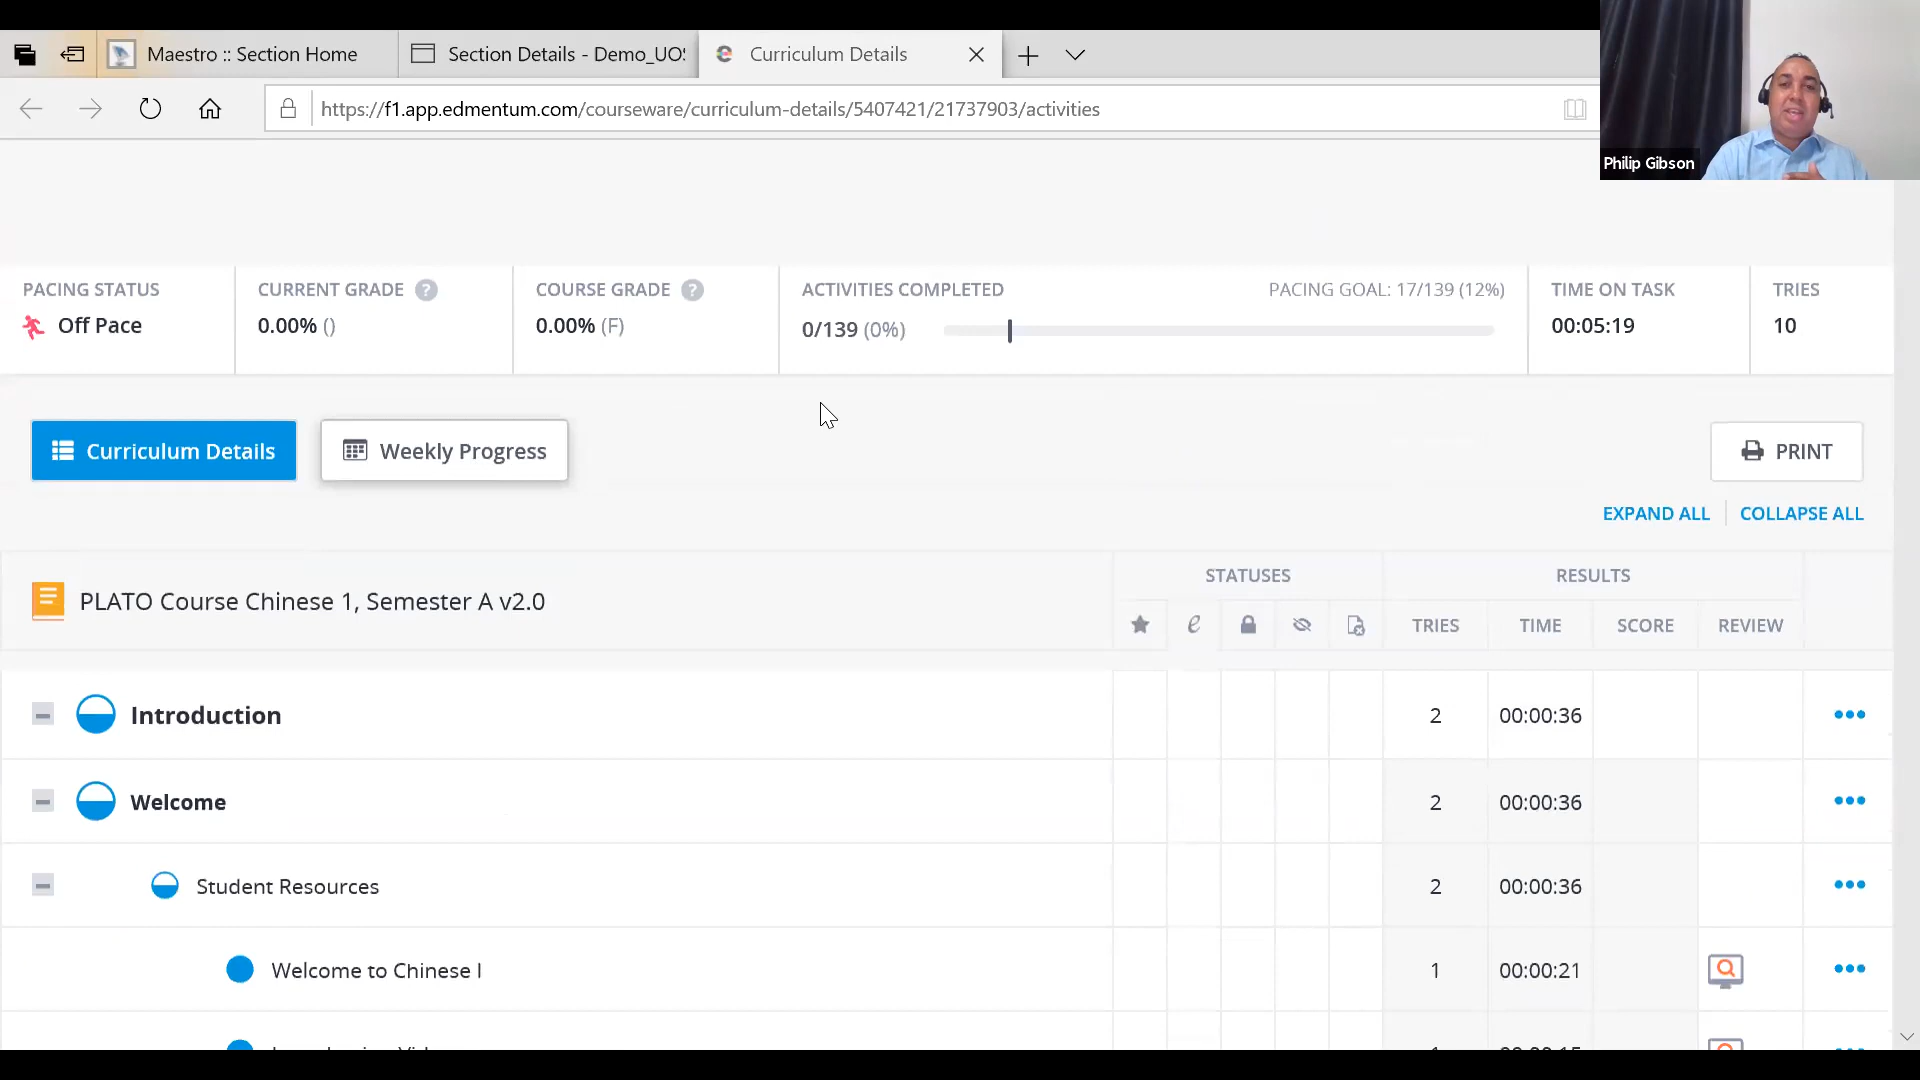 Maestro :: Section Home
Section Details - Demo_UO
Curriculum Details
https://f1.app.edmentum.com/courseware/curriculum-details/5407421/21737903/activities
Philip Gibson
PACING STATUS
Off Pace
CURRENT GRADE ?
0.00% ()
COURSE GRADE ?
0.00% (F)
ACTIVITIES COMPLETED
0/139 (0%)
PACING GOAL: 17/139 (12%)
TIME ON TASK
00:05:19
TRIES
10
Curriculum Details
Weekly Progress
PRINT
EXPAND ALL
COLLAPSE ALL
PLATO Course Chinese 1, Semester A v2.0
STATUSES
RESULTS
e
TRIES
TIME
SCORE
REVIEW
Introduction
2
00:00:36
Welcome
2
00:00:36
Student Resources
2
00:00:36
Welcome to Chinese I
1
00:00:21